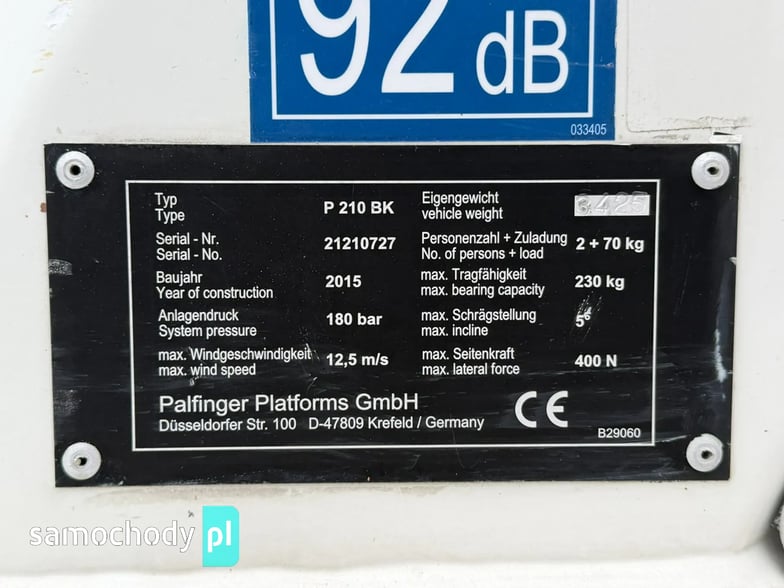 92 dB
033405
Typ P 210 BK Eigengewicht 3425
Type vehicle weight
Serial - Nr. 21210727 Personenzahl + Zuladung 2 + 70 kg
Serial - No. No. of persons + load
Baujahr 2015 max. Tragfähigkeit 230 kg
Year of construction max. bearing capacity
Anlagendruck 180 bar max. Schrägstellung 5°
System pressure max. incline
max. Windgeschwindigkeit 12,5 m/s max. Seitenkraft 400 N
max. wind speed max. lateral force
Palfinger Platforms GmbH CE
Düsseldorfer Str. 100 D-47809 Krefeld / Germany B29060
samochody pl